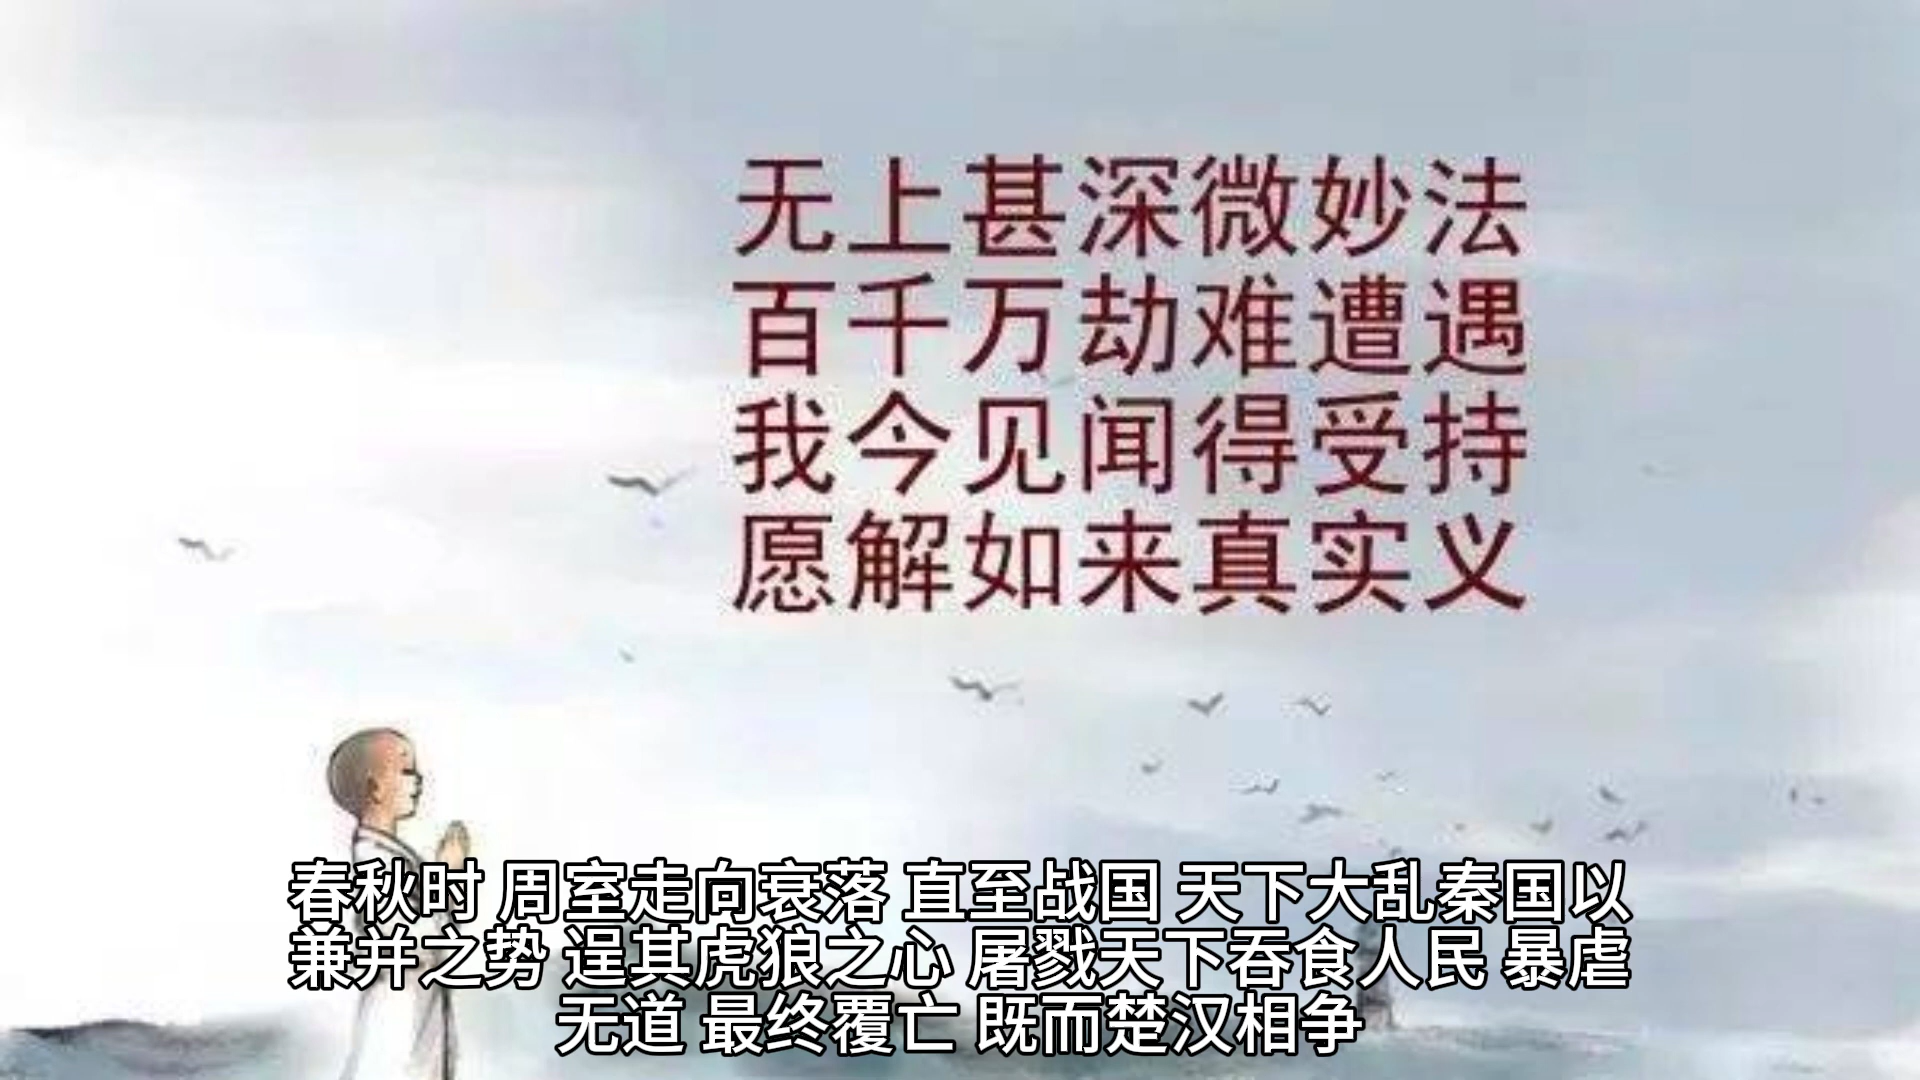 无上甚深微妙法
百千万劫难遭遇
我今见闻得受持
愿解如来真实义
春秋时 周室走向衰落 直至战国 天下大乱秦国以
兼并之势 逞其虎狼之心 屠戮天下吞食人民 暴虐
无道 最终覆亡 既而楚汉相争